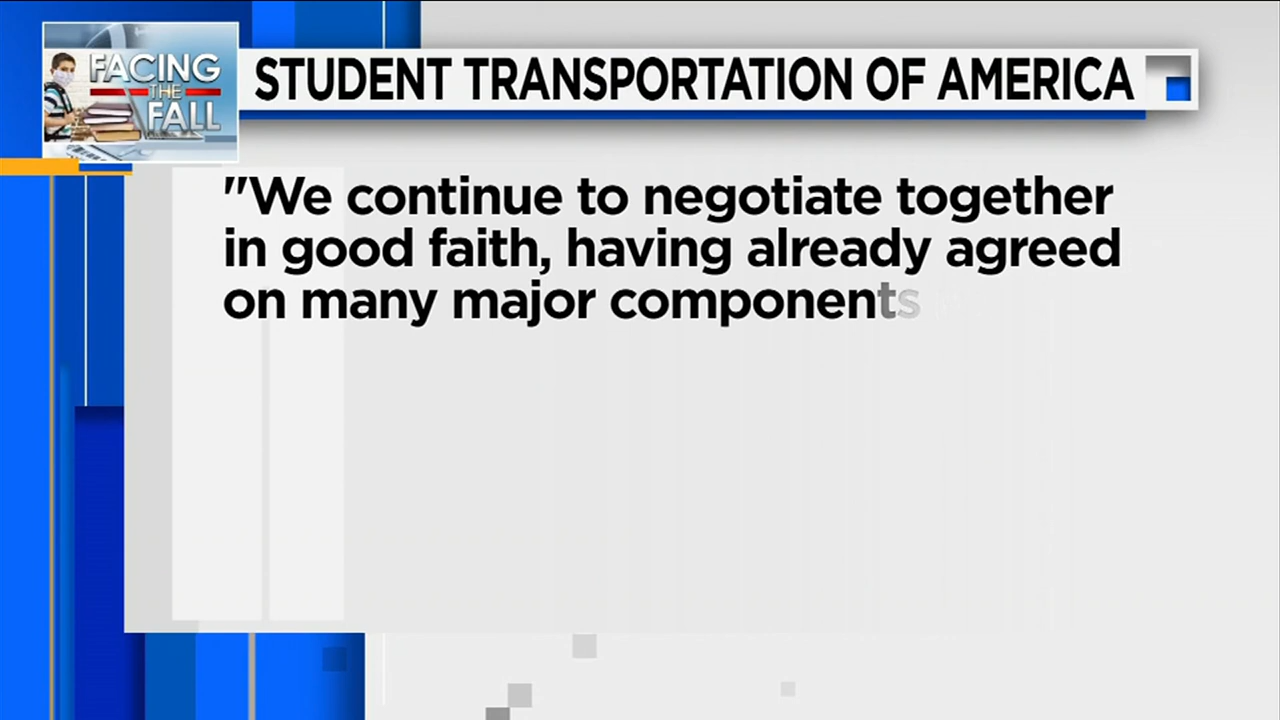 FACING
THE
FALL
STUDENT TRANSPORTATION OF AMERICA
"We continue to negotiate together
in good faith, having already agreed
on many major components